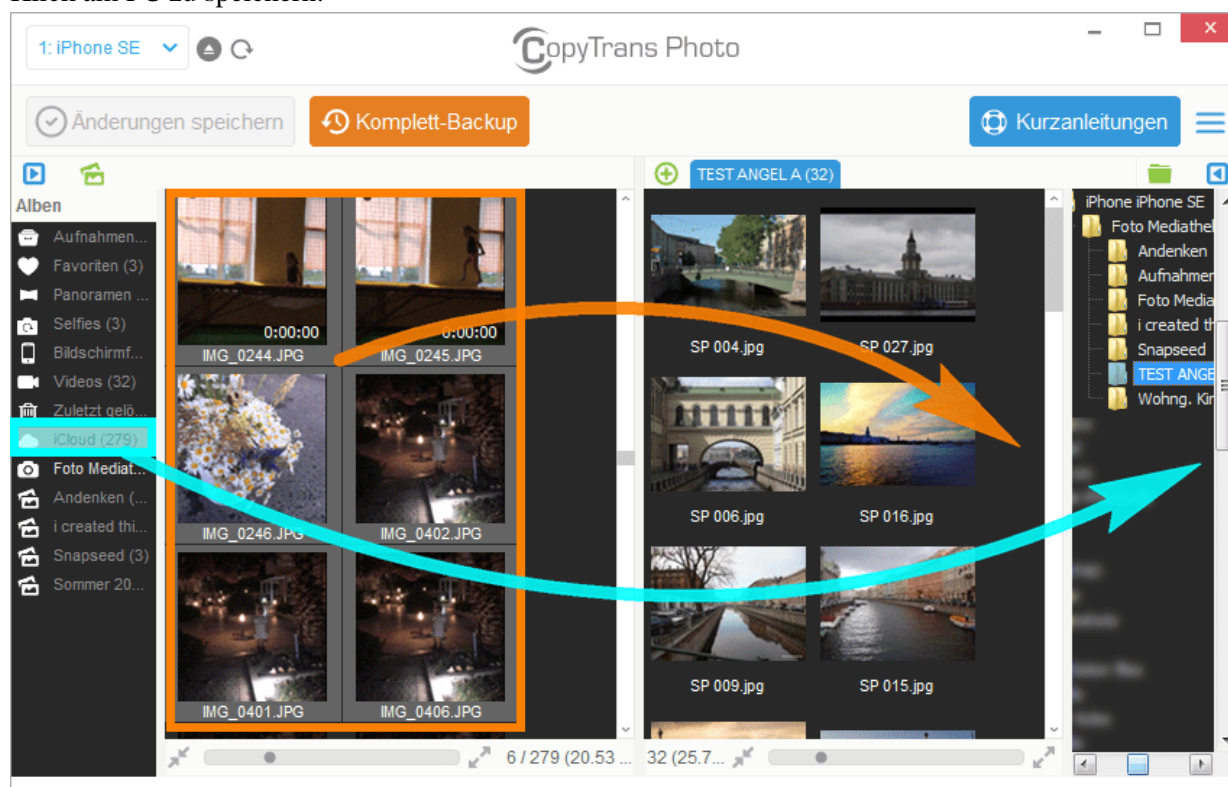 1: iPhone SE
CopyTrans Photo
Änderungen speichern
Komplett-Backup
Kurzanleitungen
TEST ANGEL A (32)
Alben
Aufnahmen...
Favoriten (3)
Panoramen ...
Selfies (3)
Bildschirmf...
Videos (32)
Zuletzt gelö...
iCloud (279)
Foto Mediat...
Andenken (...
i created thi...
Snapseed (3)
Sommer 20...
0:00:00
0:00:00
IMG_0244.JPG
IMG_0245.JPG
IMG_0246.JPG
IMG_0402.JPG
IMG_0401.JPG
IMG_0406.JPG
6 / 279 (20.53 ...
SP 004.jpg
SP 027.jpg
SP 006.jpg
SP 016.jpg
SP 009.jpg
SP 015.jpg
32 (25.7...
iPhone iPhone SE
Foto Mediathe
Andenken
Aufnahmen
Foto Media
i created th
Snapseed
TEST ANGE
Wohng. Kir